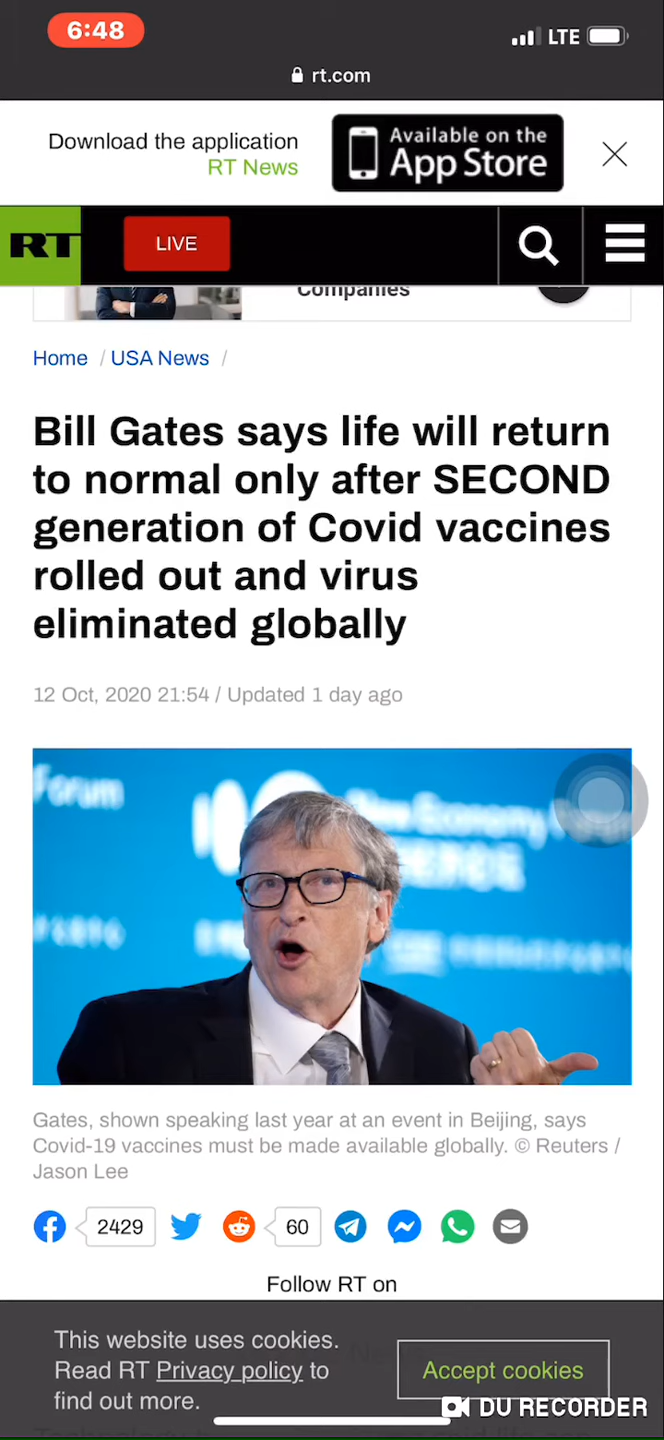 6:48
LTE
rt.com
Download the application
RT News
Available on the
App Store
RT
LIVE
Companies
Home / USA News /
Bill Gates says life will return
to normal only after SECOND
generation of Covid vaccines
rolled out and virus
eliminated globally
12 Oct, 2020 21:54 / Updated 1 day ago
Forum
New Economy Forum
Gates, shown speaking last year at an event in Beijing, says
Covid-19 vaccines must be made available globally. © Reuters /
Jason Lee
2429
60
Follow RT on
This website uses cookies.
Read RT Privacy policy to
find out more.
Accept cookies
DU RECORDER